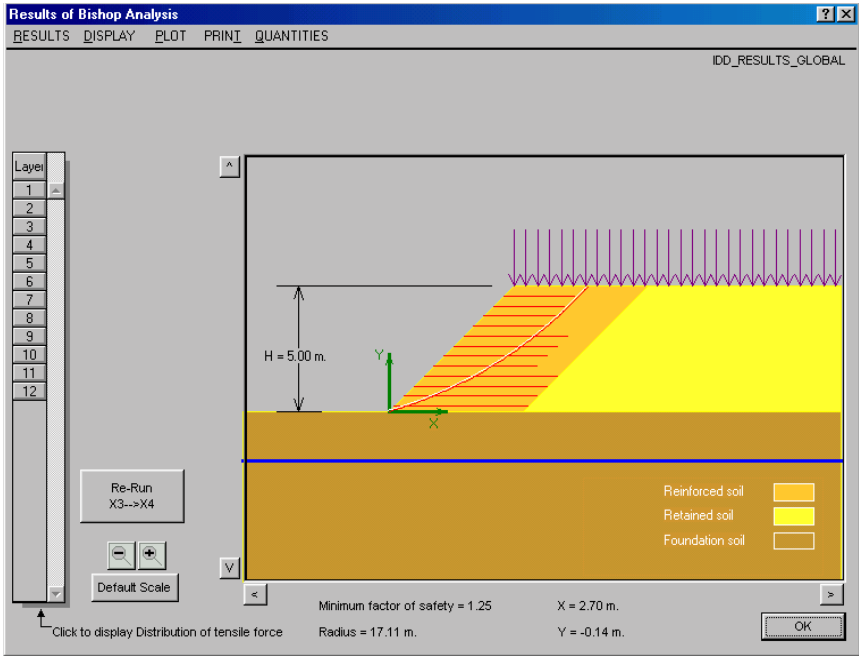 Results of Bishop Analysis
RESULTS DISPLAY PLOT PRINT QUANTITIES
IDD_RESULTS_GLOBAL
Layer
1
2
3
4
5
6
7
8
9
10
11
12
H = 5.00 m.
Y
X
Re-Run
X3-->X4
Reinforced soil
Retained soil
Foundation soil
Default Scale
Minimum factor of safety = 1.25 X = 2.70 m.
Click to display Distribution of tensile force Radius = 17.11 m. Y = -0.14 m.
OK